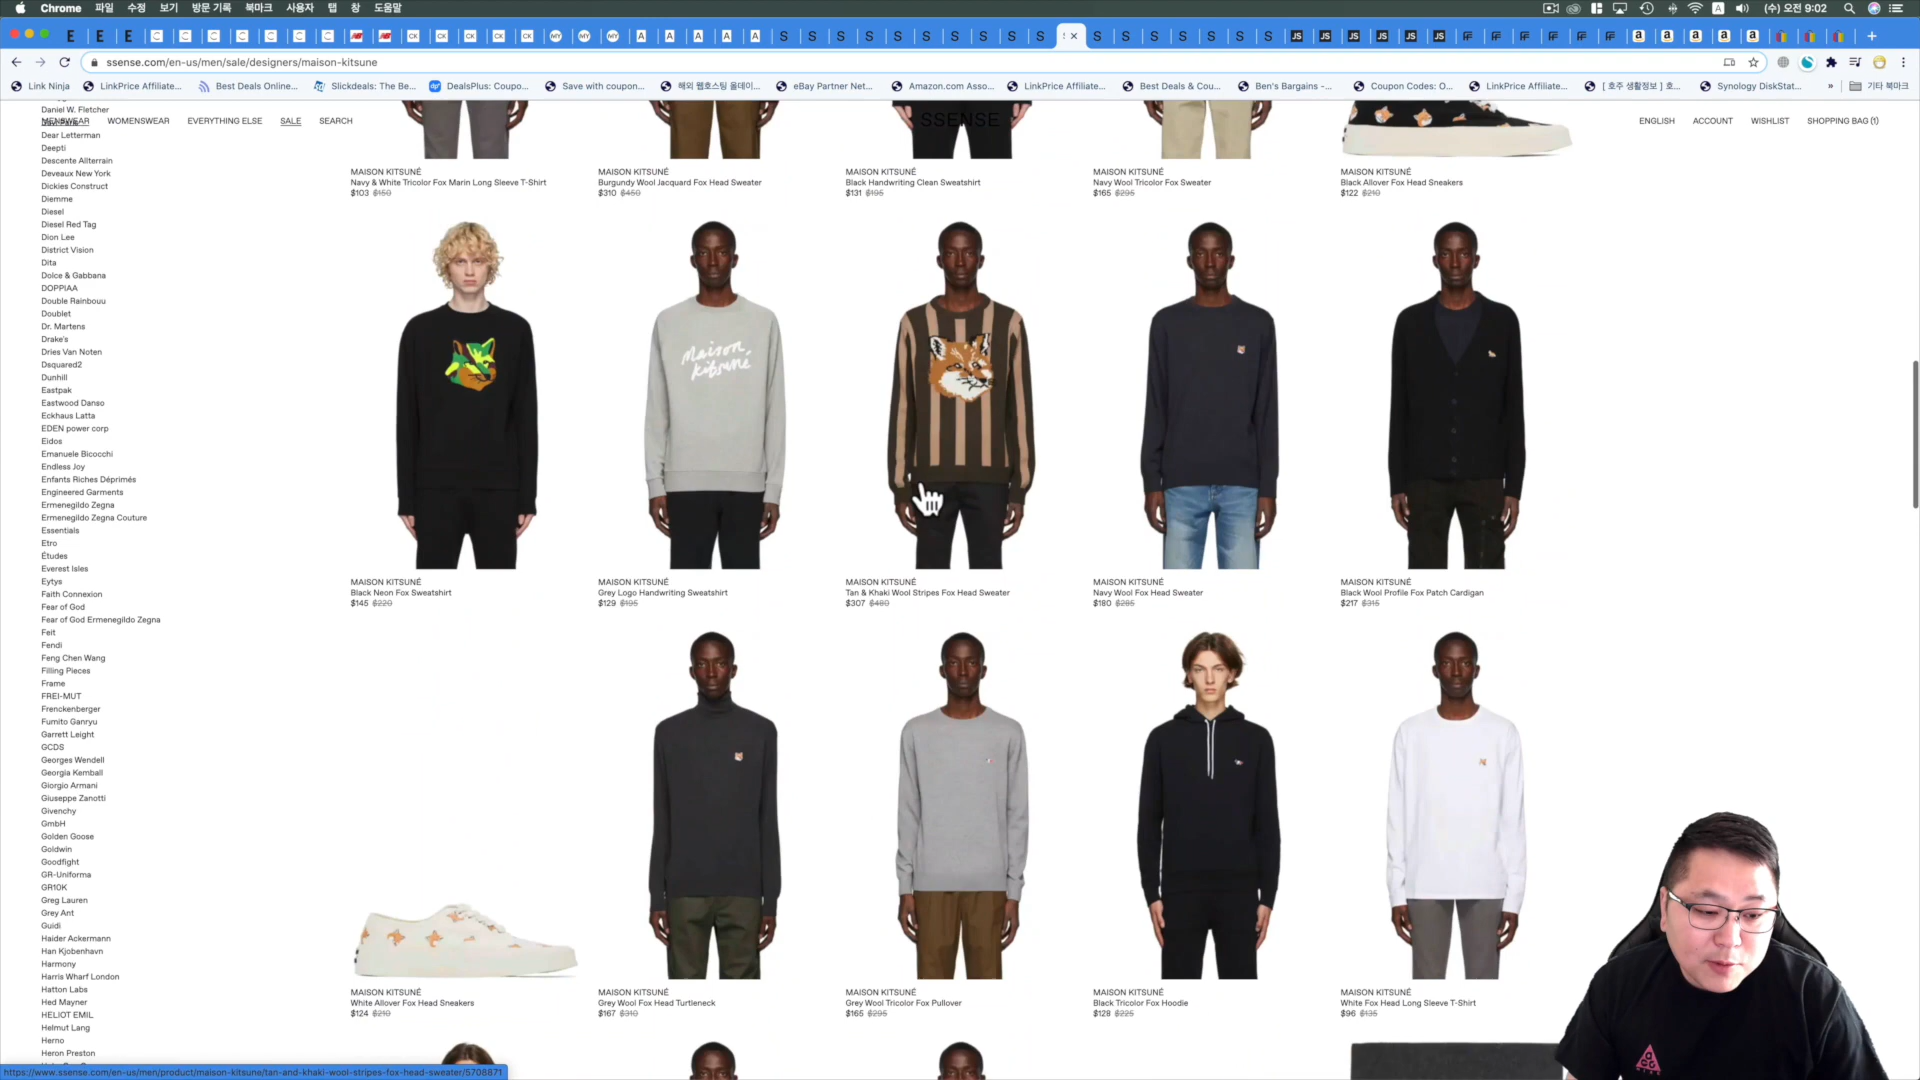 Chrome 파일 수정 보기 방문 기록 북마크 사용자 탭 창 도움말
A (수) 오전 9:02
ssense.com/en-us/men/sale/designers/maison-kitsune
Link Ninja LinkPrice Affiliate... Best Deals Online... Slickdeals: The Be... DealsPlus: Coupo... Save with coupon... 해외 웹호스팅 올데이... eBay Partner Net... Amazon.com Asso... LinkPrice Affiliate... Best Deals & Cou... Ben's Bargains -... Coupon Codes: O... LinkPrice Affiliate... [ 호주 생활정보 ] 호... Synology DiskStat... » 기타 북마크
MENSWEAR WOMENSWEAR EVERYTHING ELSE SALE SEARCH
SSENSE
ENGLISH ACCOUNT WISHLIST SHOPPING BAG (1)
Daniel W. Fletcher
Dear Letterman
Deepti
Descente Allterrain
Deveaux New York
Dickies Construct
Diemme
Diesel
Diesel Red Tag
Dion Lee
District Vision
Dita
Dolce & Gabbana
DOPPIAA
Double Rainbouu
Doublet
Dr. Martens
Drake's
Dries Van Noten
Dsquared2
Dunhill
Eastpak
Eastwood Danso
Eckhaus Latta
EDEN power corp
Eidos
Emanuele Bicocchi
Endless Joy
Enfants Riches Déprimés
Engineered Garments
Ermenegildo Zegna
Ermenegildo Zegna Couture
Essentials
Etro
Études
Everest Isles
Eytys
Faith Connexion
Fear of God
Fear of God Ermenegildo Zegna
Feit
Fendi
Feng Chen Wang
Filling Pieces
Frame
FREI-MUT
Frenckenberger
Fumito Ganryu
Garrett Leight
GCDS
Georges Wendell
Georgia Kemball
Giorgio Armani
Giuseppe Zanotti
Givenchy
GmbH
Golden Goose
Goldwin
Goodfight
GR-Uniforma
GR10K
Greg Lauren
Grey Ant
Guidi
Haider Ackermann
Han Kjobenhavn
Harmony
Harris Wharf London
Hatton Labs
Hed Mayner
HELIOT EMIL
Helmut Lang
Herno
Heron Preston
MAISON KITSUNÉ
Navy & White Tricolor Fox Marin Long Sleeve T-Shirt
$103 $150
MAISON KITSUNÉ
Burgundy Wool Jacquard Fox Head Sweater
$310 $450
MAISON KITSUNÉ
Black Handwriting Clean Sweatshirt
$131 $195
MAISON KITSUNÉ
Navy Wool Tricolor Fox Sweater
$165 $295
MAISON KITSUNÉ
Black Allover Fox Head Sneakers
$122 $210
Maison
kitsuné
MAISON KITSUNÉ
Black Neon Fox Sweatshirt
$145 $220
MAISON KITSUNÉ
Grey Logo Handwriting Sweatshirt
$129 $195
MAISON KITSUNÉ
Tan & Khaki Wool Stripes Fox Head Sweater
$307 $480
MAISON KITSUNÉ
Navy Wool Fox Head Sweater
$180 $285
MAISON KITSUNÉ
Black Wool Profile Fox Patch Cardigan
$217 $315
MAISON KITSUNÉ
White Allover Fox Head Sneakers
$124 $210
MAISON KITSUNÉ
Grey Wool Fox Head Turtleneck
$167 $310
MAISON KITSUNÉ
Grey Wool Tricolor Fox Pullover
$165 $295
MAISON KITSUNÉ
Black Tricolor Fox Hoodie
$128 $225
MAISON KITSUNÉ
White Fox Head Long Sleeve T-Shirt
$96 $135
https://www.ssense.com/en-us/men/product/maison-kitsune/tan-and-khaki-wool-stripes-fox-head-sweater/5708871